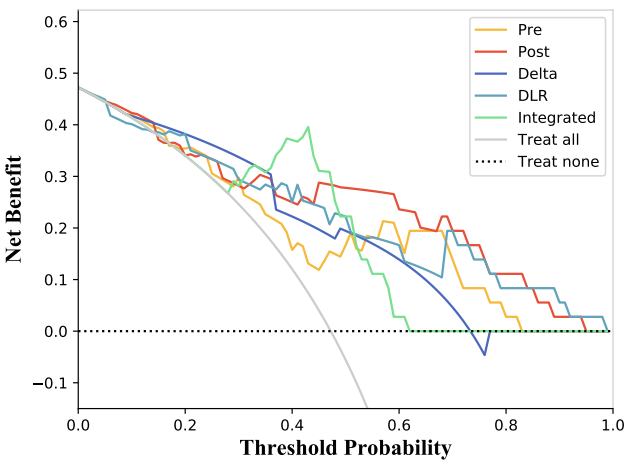 0.6
0.5
0.4
0.3
0.2
0.1
0.0
−0.1
Net Benefit
Pre
Post
Delta
DLR
Integrated
Treat all
Treat none
0.0 0.2 0.4 0.6 0.8 1.0
Threshold Probability